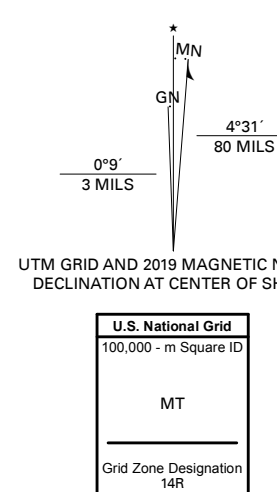 ★
MN
GN
4°31´
80 MILS
0°9´
3 MILS
UTM GRID AND 2019 MAGNETIC N
DECLINATION AT CENTER OF SH
U.S. National Grid
100,000 - m Square ID
MT
Grid Zone Designation
14R